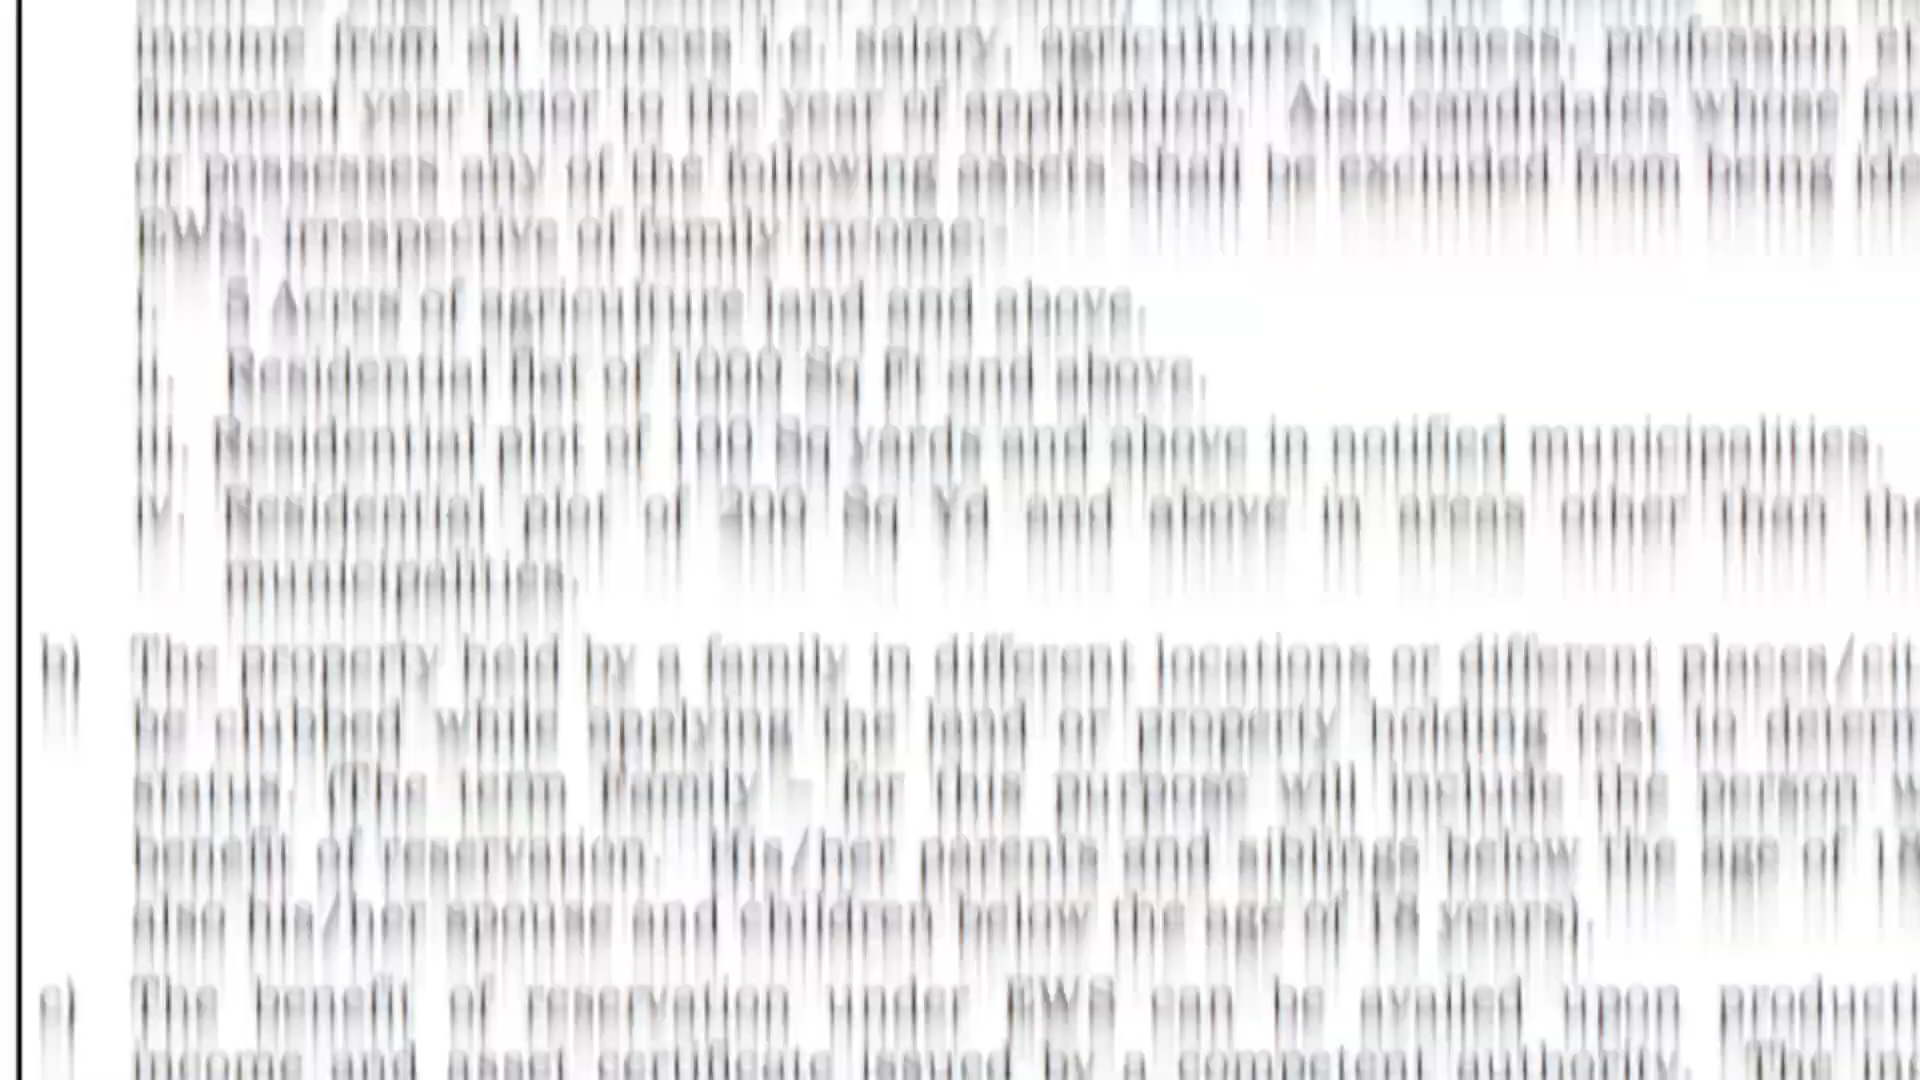 income from all sources i.e. salary, agriculture, business, profession
financial year prior to the year of application. Also candidates whose
or possesses any of the following assets shall be excluded from being
EWS, irrespective of family income:
i. 5 Acres of agriculture land and above.
ii. Residential flat of 1000 Sq Ft and above.
iii. Residential plot of 100 Sq yards and above in notified municipalities.
iv. Residential plot of 200 Sq Yd and above in areas other than
municipalities.
b) The property held by a family in different locations or different places/
be clubbed while applying the land or property holding test to
status. (The term Family - for this purpose will include the person
benefit of reservation. His/her parents and siblings below the age of
also his/her spouse and children below the age of 18 years).
c) The benefit of reservation under EWS can be availed upon
income and asset certificate issued by a competent authority. The